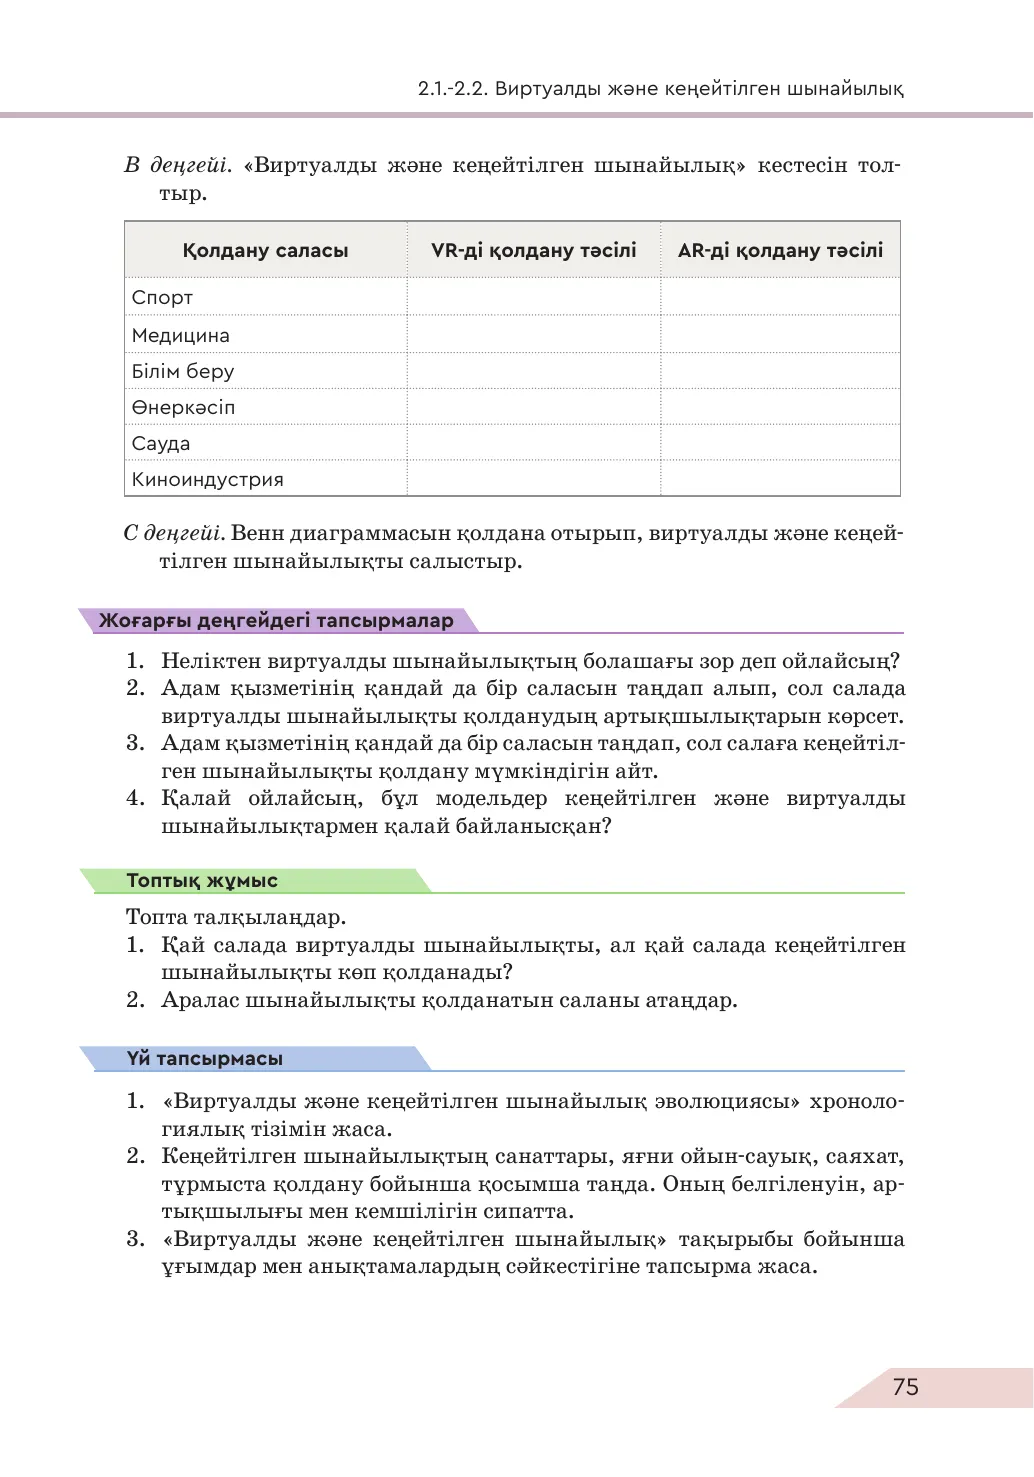 2.1.-2.2. Виртуалды және кеңейтілген шынайылық
В деңгейі. «Виртуалды және кеңейтілген шынайылық» кестесін тол-
тыр.
Қолдану саласы VR-ді қолдану тәсілі AR-ді қолдану тәсілі
Спорт
Медицина
Білім беру
Өнеркәсіп
Сауда
Киноиндустрия
С деңгейі. Венн диаграммасын қолдана отырып, виртуалды және кеңей-
тілген шынайылықты салыстыр.
Жоғарғы деңгейдегі тапсырмалар
1. Неліктен виртуалды шынайылықтың болашағы зор деп ойлайсың?
2. Адам қызметінің қандай да бір саласын таңдап алып, сол салада
виртуалды шынайылықты қолданудың артықшылықтарын көрсет.
3. Адам қызметінің қандай да бір саласын таңдап, сол салаға кеңейтіл-
ген шынайылықты қолдану мүмкіндігін айт.
4. Қалай ойлайсың, бұл модельдер кеңейтілген және виртуалды
шынайылықтармен қалай байланысқан?
Топтық жұмыс
Топта талқылаңдар.
1. Қай салада виртуалды шынайылықты, ал қай салада кеңейтілген
шынайылықты көп қолданады?
2. Аралас шынайылықты қолданатын саланы атаңдар.
Үй тапсырмасы
1. «Виртуалды және кеңейтілген шынайылық эволюциясы» хроноло-
гиялық тізімін жаса.
2. Кеңейтілген шынайылықтың санаттары, яғни ойын-сауық, саяхат,
тұрмыста қолдану бойынша қосымша таңда. Оның белгіленуін, ар-
тықшылығы мен кемшілігін сипатта.
3. «Виртуалды және кеңейтілген шынайылық» тақырыбы бойынша
ұғымдар мен анықтамалардың сәйкестігіне тапсырма жаса.
75